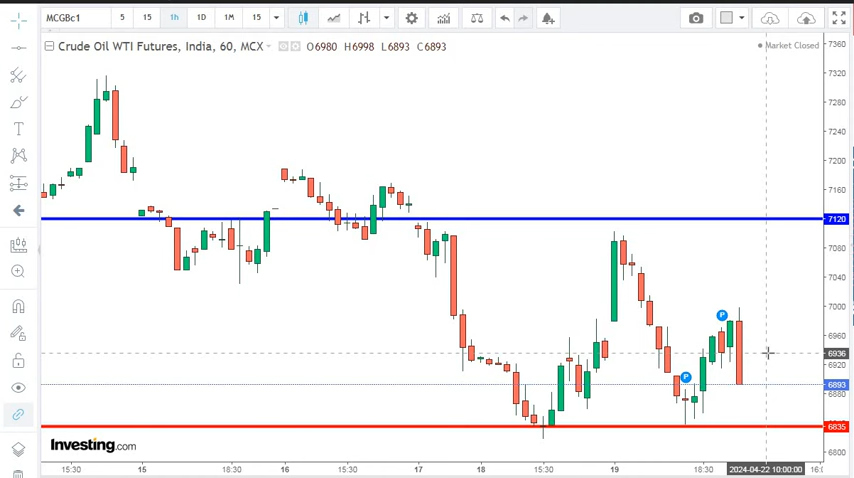 MCGBc1 5 15 1h 1D 1M 15
Crude Oil WTI Futures, India, 60, MCX O6980 H6998 L6893 C6893
Market Closed
7360
7320
7280
7240
7200
7160
7120
7080
7040
7000
6960
6936
6920
6893
6880
6835
6800
P
P
Investing.com
15:30 15 18:30 16 15:30 17 18 15:30 19 18:30 2024-04-22 10:00:00